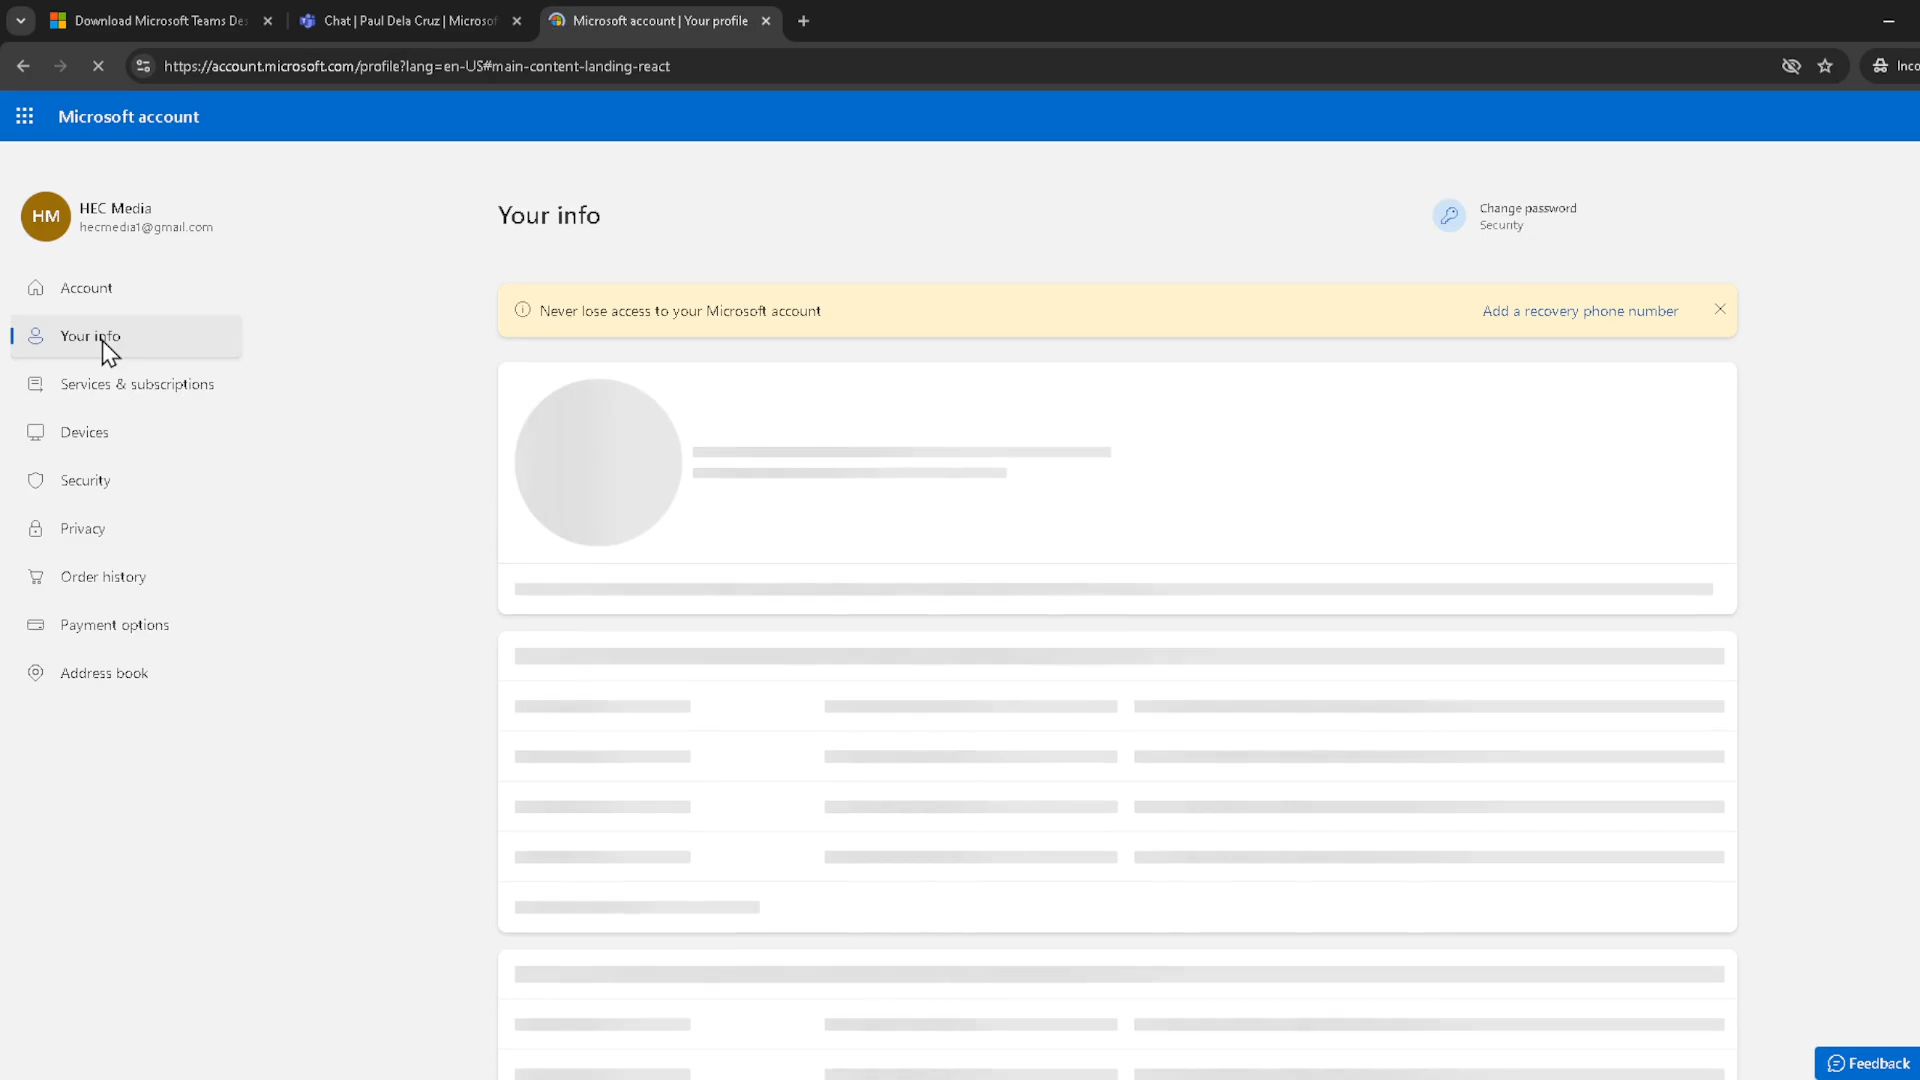 Download Microsoft Teams Des
Chat | Paul Dela Cruz | Microsof
Microsoft account | Your profile
https://account.microsoft.com/profile?lang=en-US#main-content-landing-react
Inco
Microsoft account
HM
HEC Media
hecmedia1@gmail.com
Your info
Change password
Security
Account
Never lose access to your Microsoft account
Add a recovery phone number
Your info
Services & subscriptions
Devices
Security
Privacy
Order history
Payment options
Address book
Feedback